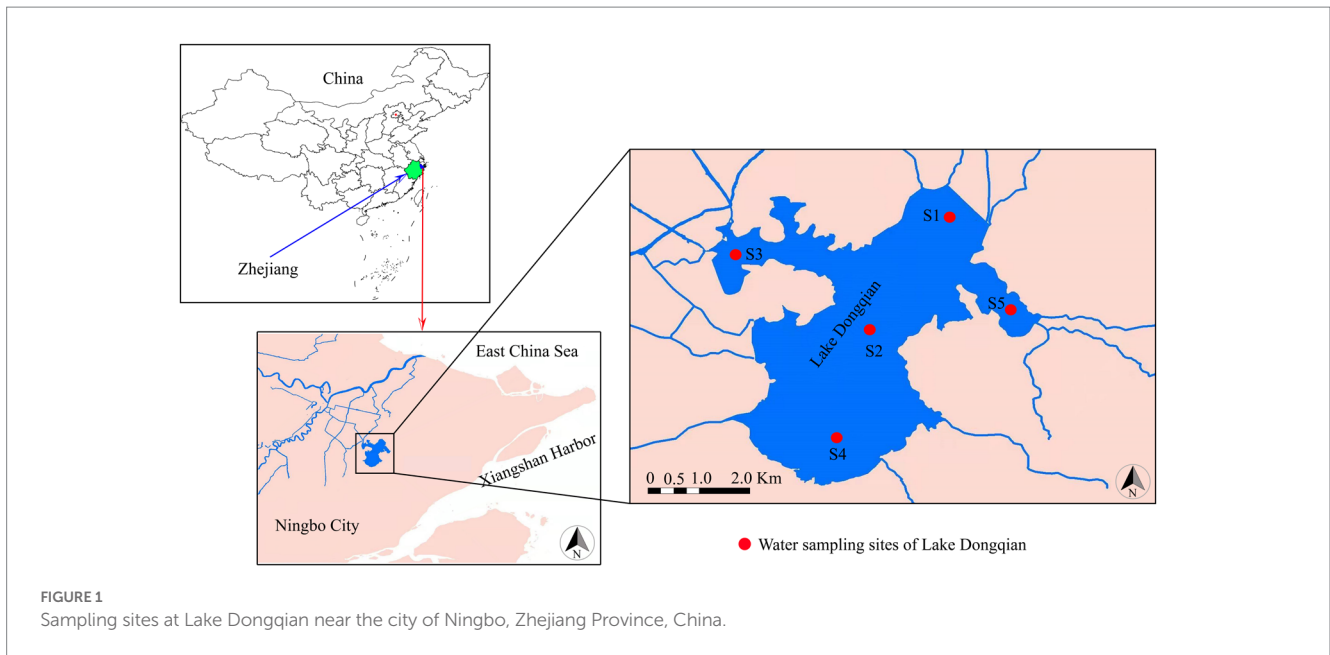 China
Zhejiang
East China Sea
Xiangshan Harbor
Ningbo City
N
S1
S3
S5
Lake Dongqian
S2
S4
0 0.5 1.0 2.0 Km
N
Water sampling sites of Lake Dongqian
FIGURE 1
Sampling sites at Lake Dongqian near the city of Ningbo, Zhejiang Province, China.